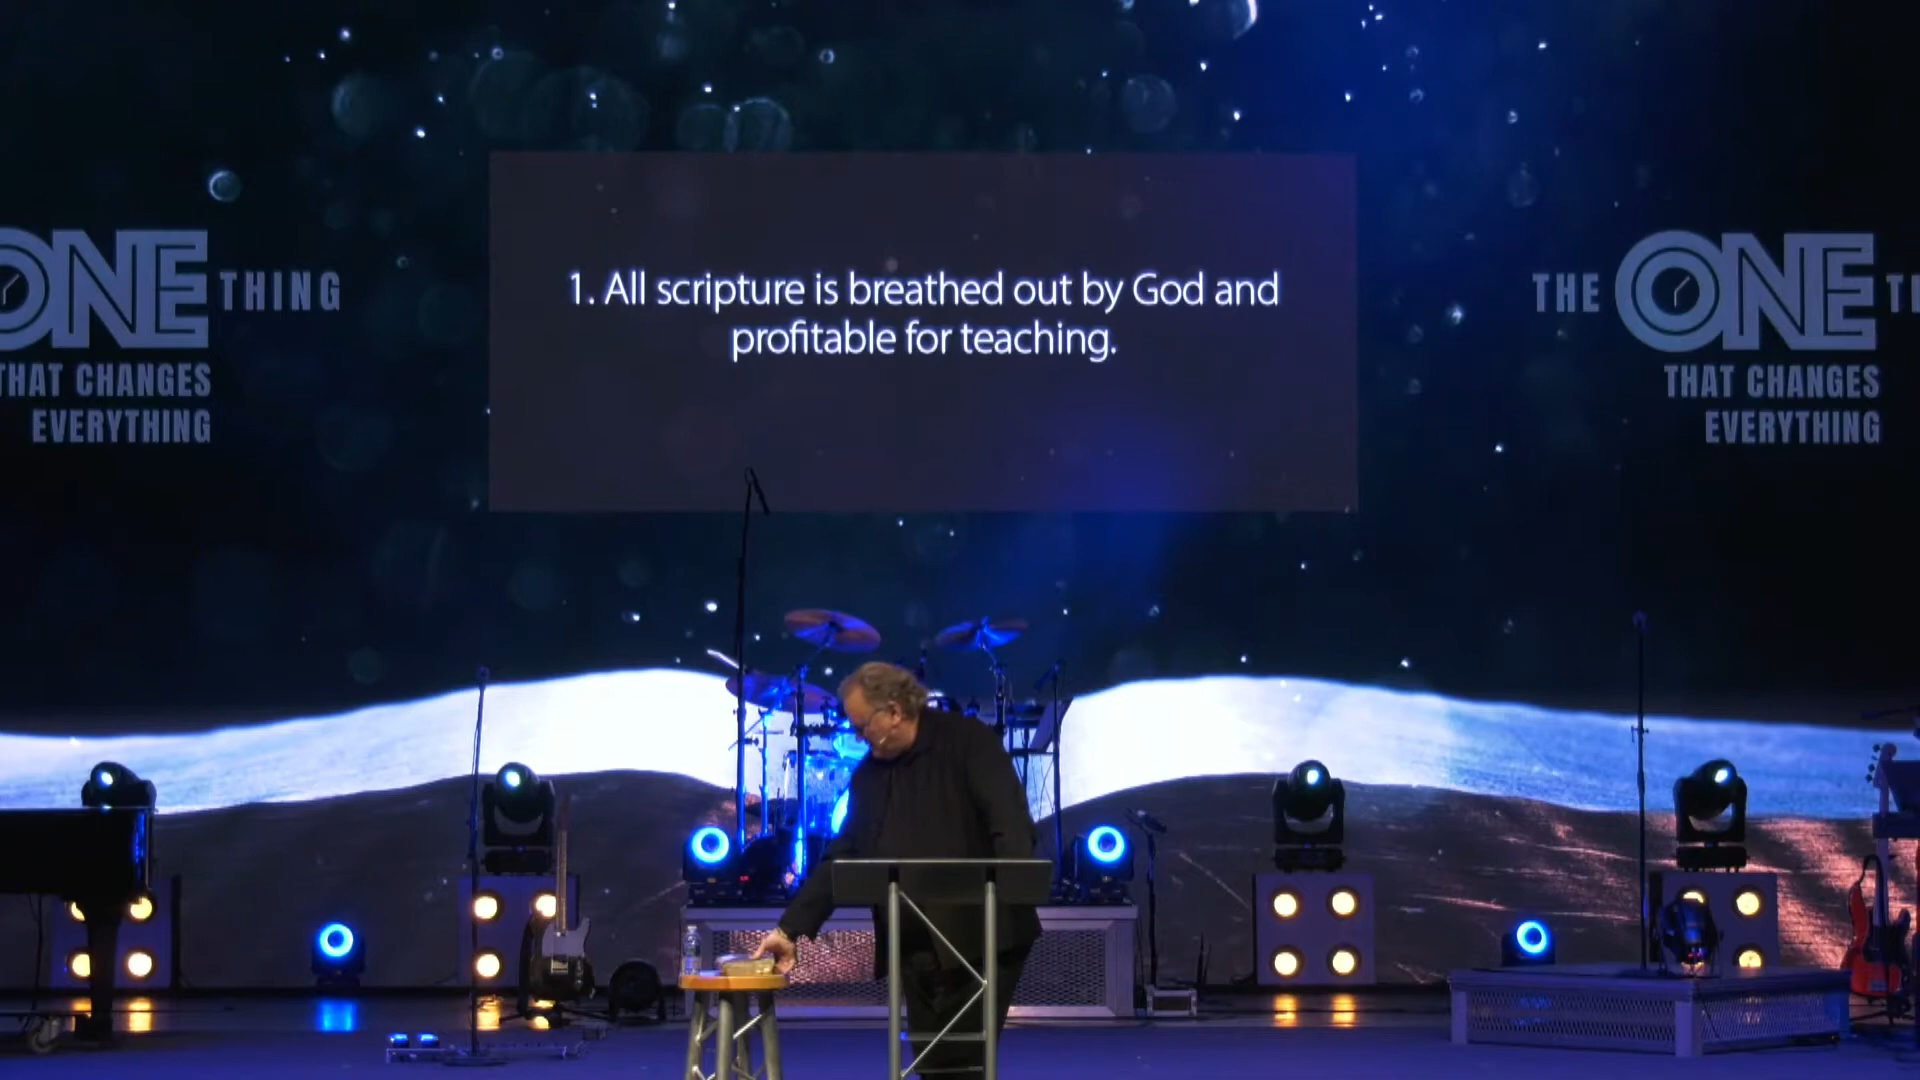 1. All scripture is breathed out by God and
profitable for teaching.
ONE THING
THAT CHANGES
EVERYTHING
THE ONE
THAT CHANGES
EVERYTHING